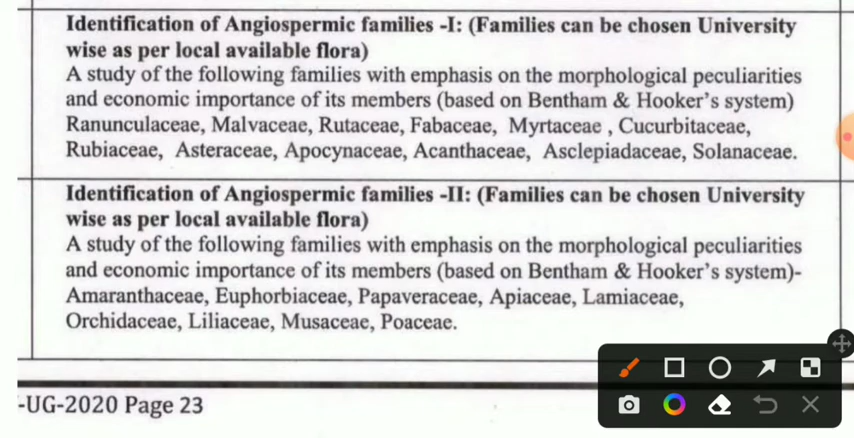 Identification of Angiospermic families -I: (Families can be chosen University
wise as per local available flora)
A study of the following families with emphasis on the morphological peculiarities
and economic importance of its members (based on Bentham & Hooker's system)
Ranunculaceae, Malvaceae, Rutaceae, Fabaceae, Myrtaceae , Cucurbitaceae,
Rubiaceae, Asteraceae, Apocynaceae, Acanthaceae, Asclepiadaceae, Solanaceae.
Identification of Angiospermic families -II: (Families can be chosen University
wise as per local available flora)
A study of the following families with emphasis on the morphological peculiarities
and economic importance of its members (based on Bentham & Hooker's system)-
Amaranthaceae, Euphorbiaceae, Papaveraceae, Apiaceae, Lamiaceae,
Orchidaceae, Liliaceae, Musaceae, Poaceae.
-UG-2020 Page 23